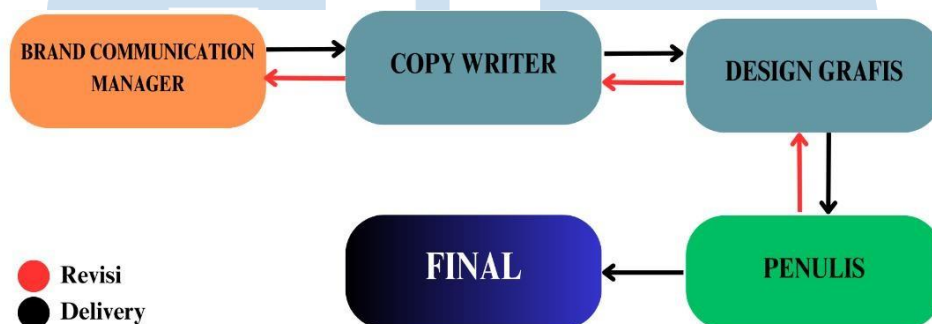 BRAND COMMUNICATION
MANAGER
COPY WRITER
DESIGN GRAFIS
FINAL
PENULIS
Revisi
Delivery